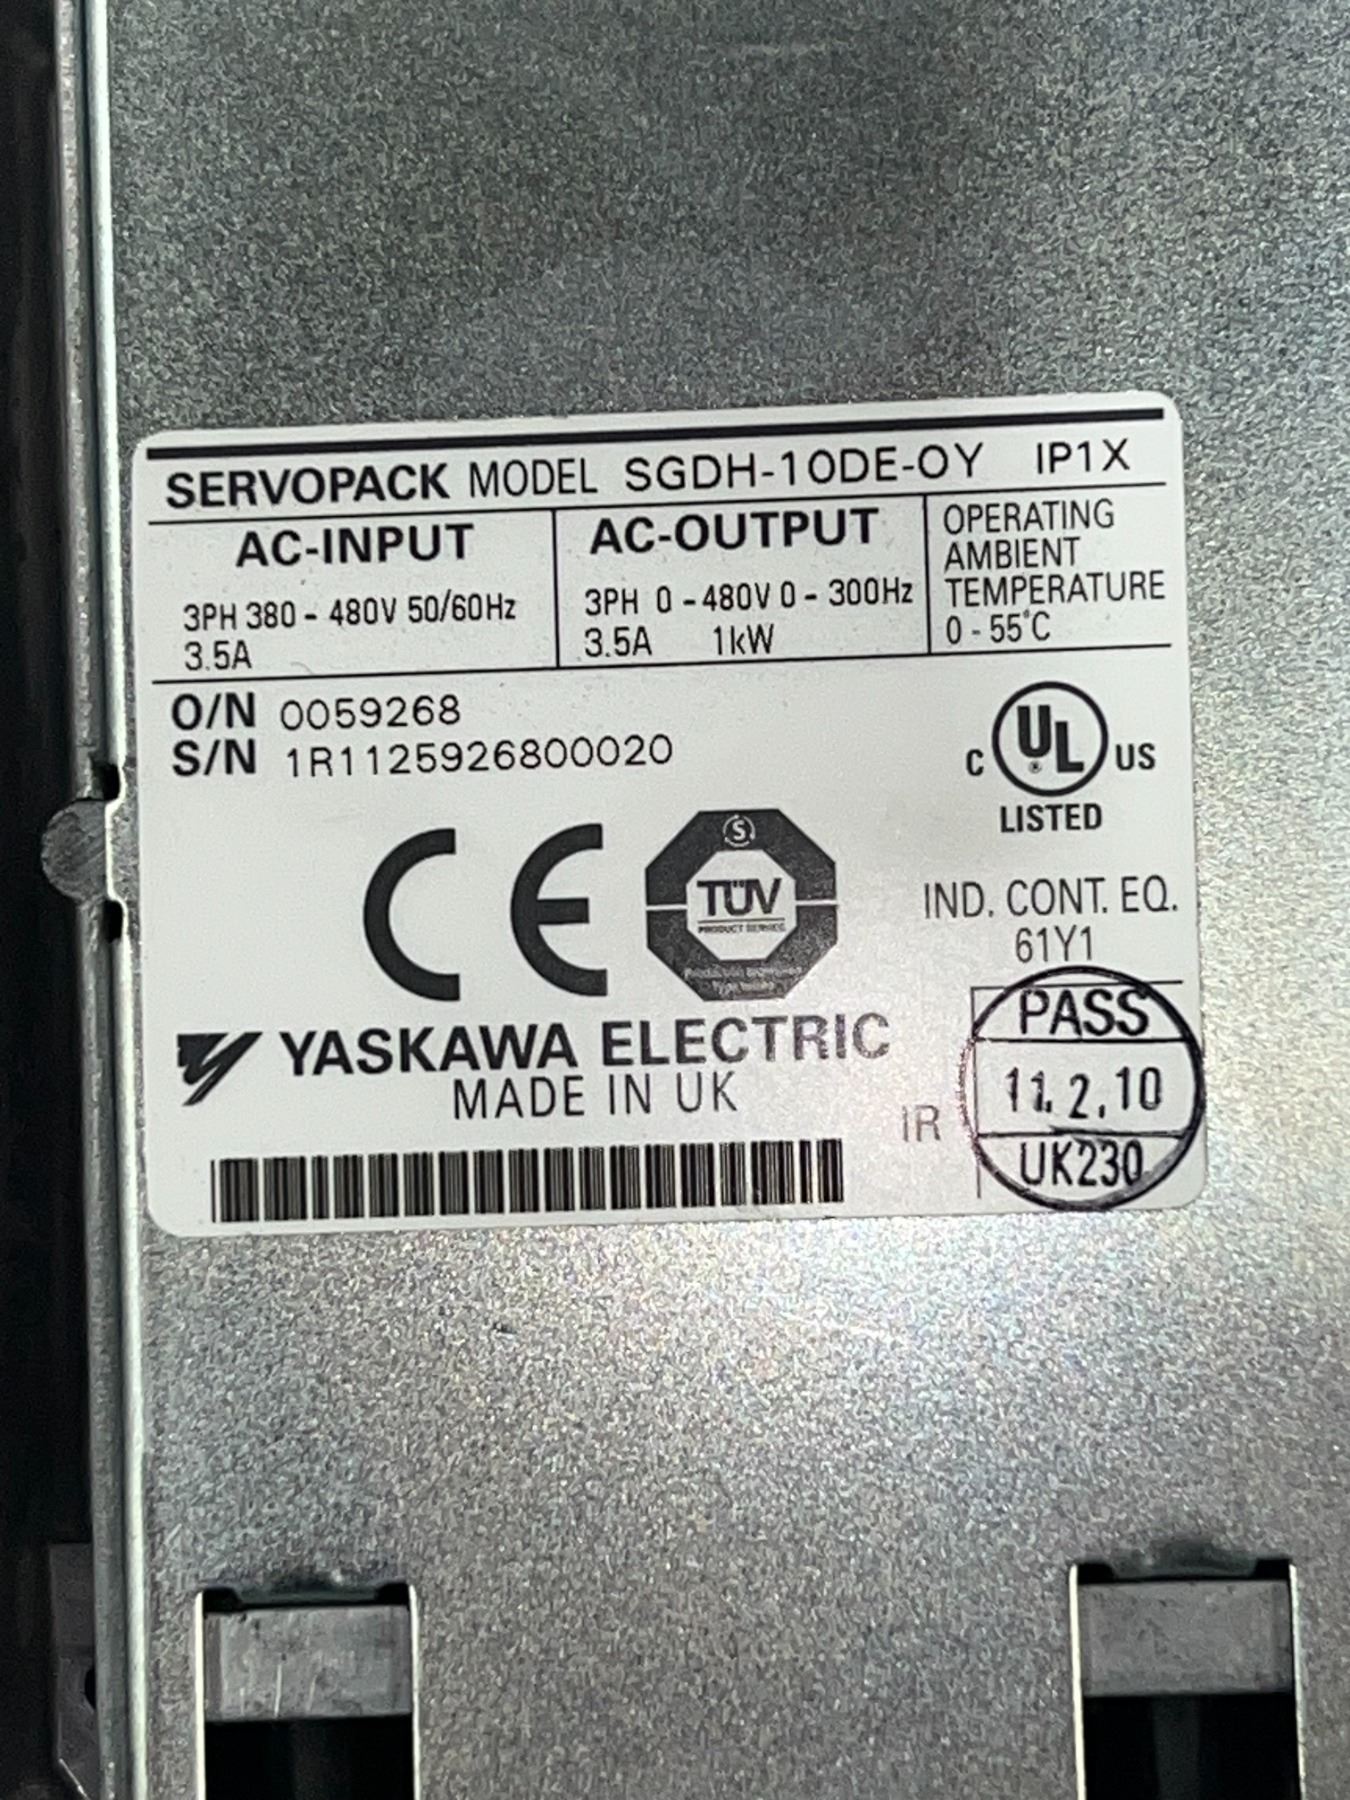 SERVOPACK MODEL SGDH-10DE-OY IP1X
AC-INPUT
3PH 380 - 480V 50/60Hz
3.5A
AC-OUTPUT
3PH 0 - 480V 0 - 300Hz
3.5A 1kW
OPERATING
AMBIENT
TEMPERATURE
0 - 55°C
O/N 0059268
S/N 1R1125926800020
C UL ® US
LISTED
CE
S
TÜV
PRODUCT SERVICE
IND. CONT. EQ.
61Y1
YASKAWA ELECTRIC
MADE IN UK
IR
PASS
11.2.10
UK230